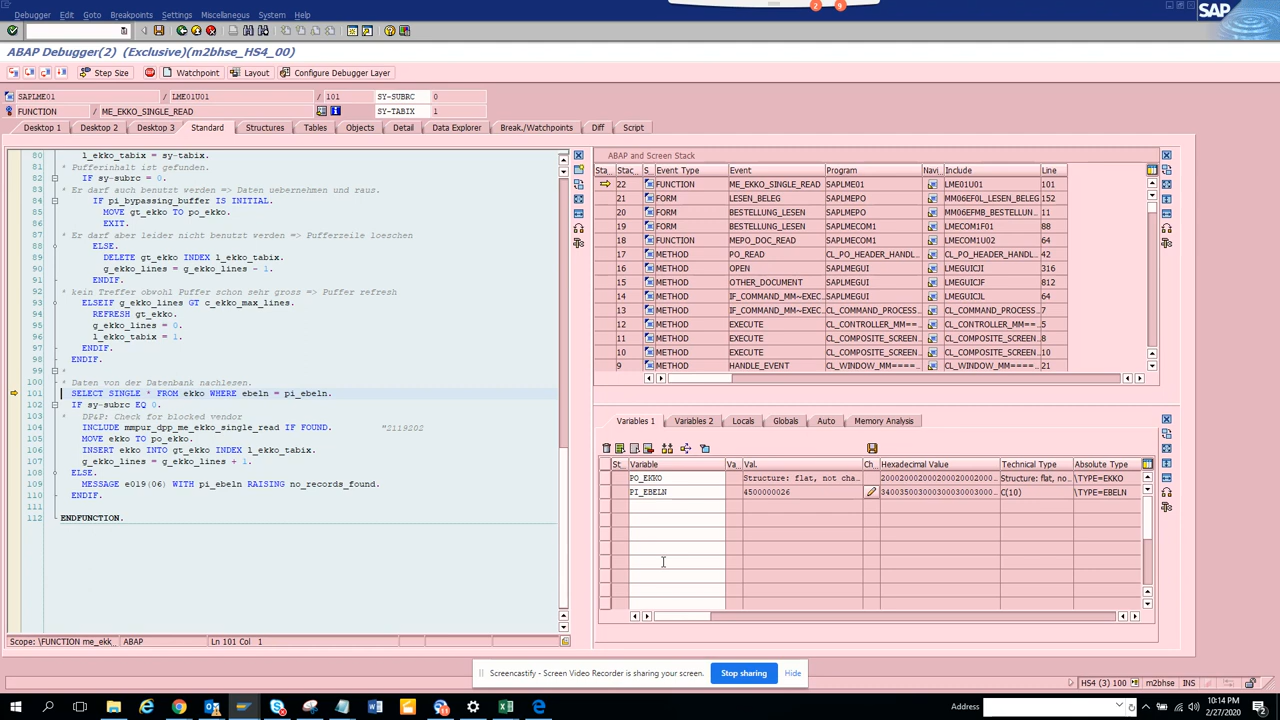 Debugger Edit Goto Breakpoints Settings Miscellaneous System Help
2 9
SAP
ABAP Debugger(2) (Exclusive)(m2bhse_HS4_00)
Step Size Watchpoint Layout Configure Debugger Layer
SAPLME01 / LME01U01 / 101 SY-SUBRC 0
FUNCTION / ME_EKKO_SINGLE_READ SY-TABIX 1
Desktop 1 Desktop 2 Desktop 3 Standard Structures Tables Objects Detail Data Explorer Break./Watchpoints Diff Script
80 l_ekko_tabix = sy-tabix.
81 * Pufferinhalt ist gefunden.
82 IF sy-subrc = 0.
83 * Er darf auch benutzt werden => Daten uebernehmen und raus.
84 IF pi_bypassing_buffer IS INITIAL.
85 MOVE gt_ekko TO po_ekko.
86 EXIT.
87 * Er darf aber leider nicht benutzt werden => Pufferzeile loeschen
88 ELSE.
89 DELETE gt_ekko INDEX l_ekko_tabix.
90 g_ekko_lines = g_ekko_lines - 1.
91 ENDIF.
92 * kein Treffer obwohl Puffer schon sehr gross => Puffer refresh
93 ELSEIF g_ekko_lines GT c_ekko_max_lines.
94 REFRESH gt_ekko.
95 g_ekko_lines = 0.
96 l_ekko_tabix = 1.
97 ENDIF.
98 ENDIF.
99 *
100 * Daten von der Datenbank nachlesen.
101 SELECT SINGLE * FROM ekko WHERE ebeln = pi_ebeln.
102 IF sy-subrc EQ 0.
103 * DP&P: Check for blocked vendor
104 INCLUDE mmpur_dpp_me_ekko_single_read IF FOUND. "2119202
105 MOVE ekko TO po_ekko.
106 INSERT ekko INTO gt_ekko INDEX l_ekko_tabix.
107 g_ekko_lines = g_ekko_lines + 1.
108 ELSE.
109 MESSAGE e019(06) WITH pi_ebeln RAISING no_records_found.
110 ENDIF.
111
112 ENDFUNCTION.
Scope: \FUNCTION me_ekk ABAP Ln 101 Col 1
ABAP and Screen Stack
Sta... Stac... S... Event Type Event Program Navi... Include Line
22 FUNCTION ME_EKKO_SINGLE_READ SAPLME01 LME01U01 101
21 FORM LESEN_BELEG SAPLMEPO MM06EF0L_LESEN_BELEG 152
20 FORM BESTELLUNG_LESEN SAPLMEPO MM06EFMB_BESTELLUN... 11
19 FORM BESTELLUNG_LESEN SAPLMECOM1 LMECOM1F01 88
18 FUNCTION MEPO_DOC_READ SAPLMECOM1 LMECOM1U02 64
17 METHOD PO_READ CL_PO_HEADER_HANDL... CL_PO_HEADER_HANDL... 42
16 METHOD OPEN SAPLMEGUI LMEGUICJI 316
15 METHOD OTHER_DOCUMENT SAPLMEGUI LMEGUICJF 812
14 METHOD IF_COMMAND_MM~EXEC... SAPLMEGUI LMEGUICJL 64
13 METHOD IF_COMMAND_MM~EXEC... CL_COMMAND_PROCESS... CL_COMMAND_PROCESS... 7
12 METHOD EXECUTE CL_CONTROLLER_MM==... CL_CONTROLLER_MM==... 5
11 METHOD EXECUTE CL_COMPOSITE_SCREEN... CL_COMPOSITE_SCREEN... 8
10 METHOD EXECUTE CL_COMPOSITE_SCREEN... CL_COMPOSITE_SCREEN... 10
9 METHOD HANDLE_EVENT CL_WINDOW_MM====... CL_WINDOW_MM====... 21
Variables 1 Variables 2 Locals Globals Auto Memory Analysis
St... Variable Va... Val. Ch... Hexadecimal Value Technical Type Absolute Type
PO_EKKO Structure: flat, not cha... Structure: flat, no... \TYPE=EKKO
PI_EBELN 4500000026 C(10) \TYPE=EBELN
Screencastify - Screen Video Recorder is sharing your screen. Stop sharing Hide
HS4 (3) 100 m2bhse INS
Address
10:14 PM
2/27/2020
2